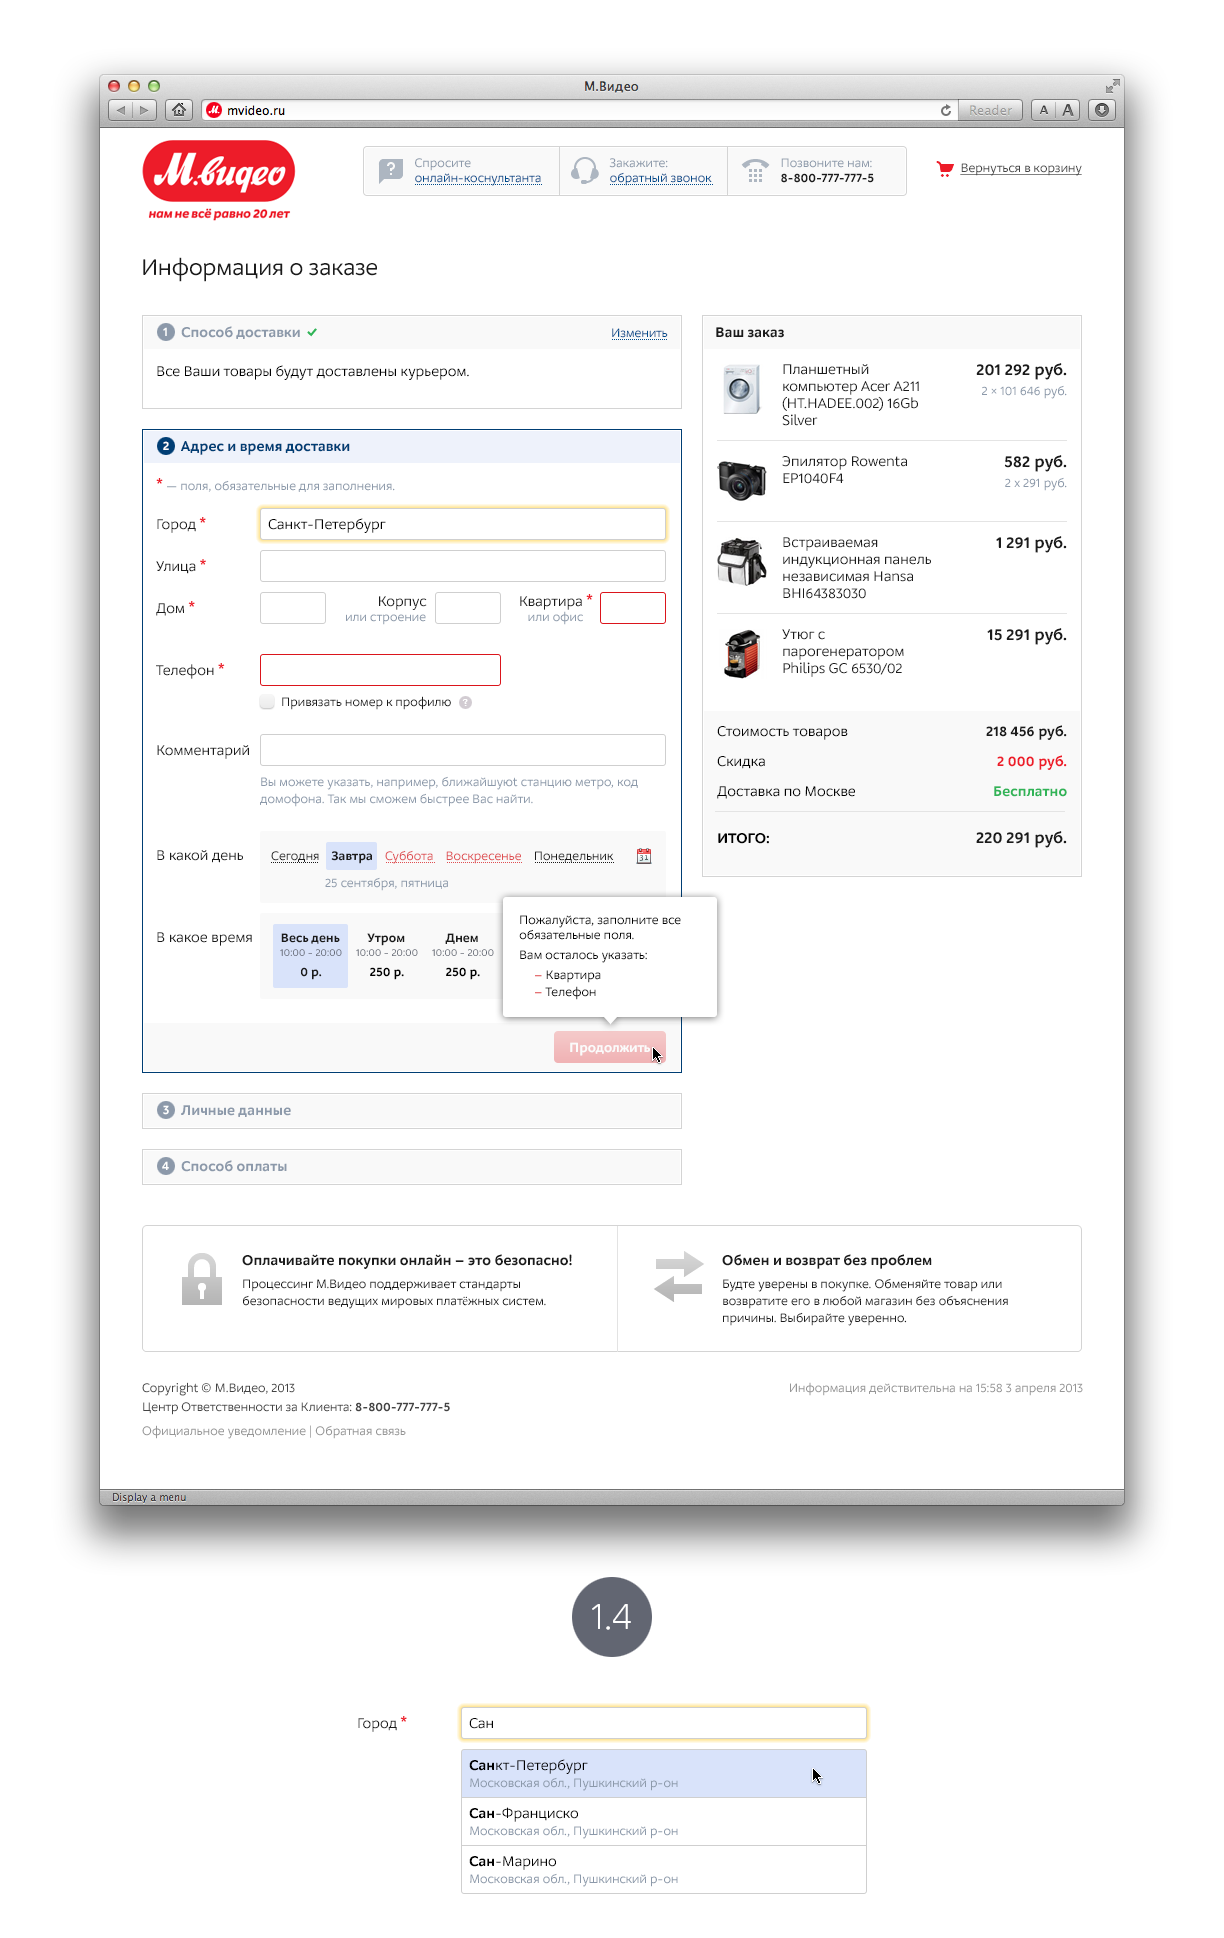 М.Видео
mvideo.ru
Reader
A A
М.видео
нам не всё равно 20 лет
Спросите
онлайн-коснультанта
Закажите:
обратный звонок
Позвоните нам:
8-800-777-777-5
Вернуться в корзину
Информация о заказе
1 Способ доставки
Изменить
Все Ваши товары будут доставлены курьером.
2 Адрес и время доставки
* — поля, обязательные для заполнения.
Город *
Санкт-Петербург
Улица *
Дом *
Корпус
или строение
Квартира *
или офис
Телефон *
Привязать номер к профилю ?
Комментарий
Вы можете указать, например, ближайшуюt станцию метро, код
домофона. Так мы сможем быстрее Вас найти.
В какой день
Сегодня Завтра Суббота Воскресенье Понедельник 31
25 сентября, пятница
В какое время
Весь день
10:00 - 20:00
0 р.
Утром
10:00 - 20:00
250 р.
Днем
10:00 - 20:00
250 р.
Пожалуйста, заполните все
обязательные поля.
Вам осталось указать:
– Квартира
– Телефон
Продолжить
3 Личные данные
4 Способ оплаты
Ваш заказ
Планшетный
компьютер Acer A211
(HT.HADEE.002) 16Gb
Silver
201 292 руб.
2 × 101 646 руб.
Эпилятор Rowenta
EP1040F4
582 руб.
2 x 291 руб.
Встраиваемая
индукционная панель
независимая Hansa
BHI64383030
1 291 руб.
Утюг с
парогенератором
Philips GC 6530/02
15 291 руб.
Стоимость товаров 218 456 руб.
Скидка 2 000 руб.
Доставка по Москве Бесплатно
ИТОГО: 220 291 руб.
Оплачивайте покупки онлайн – это безопасно!
Процессинг М.Видео поддерживает стандарты
безопасности ведущих мировых платёжных систем.
Обмен и возврат без проблем
Будте уверены в покупке. Обменяйте товар или
возвратите его в любой магазин без объяснения
причины. Выбирайте уверенно.
Copyright © М.Видео, 2013
Центр Ответственности за Клиента: 8-800-777-777-5
Официальное уведомление | Обратная связь
Информация действительна на 15:58 3 апреля 2013
Display a menu
1.4
Город *
Сан
Санкт-Петербург
Московская обл., Пушкинский р-он
Сан-Франциско
Московская обл., Пушкинский р-он
Сан-Марино
Московская обл., Пушкинский р-он